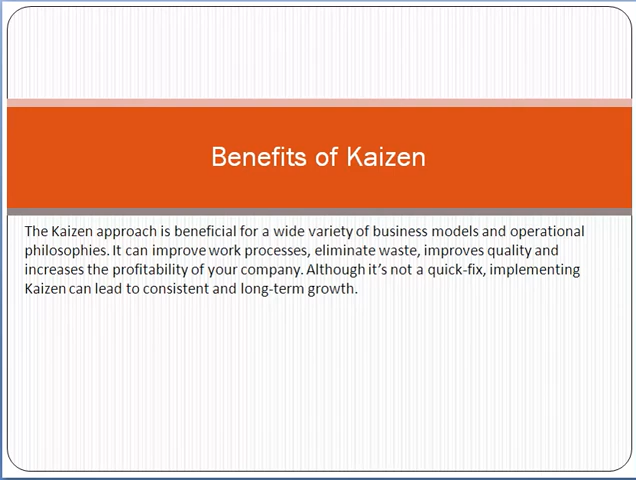 Benefits of Kaizen
The Kaizen approach is beneficial for a wide variety of business models and operational
philosophies. It can improve work processes, eliminate waste, improves quality and
increases the profitability of your company. Although it’s not a quick-fix, implementing
Kaizen can lead to consistent and long-term growth.